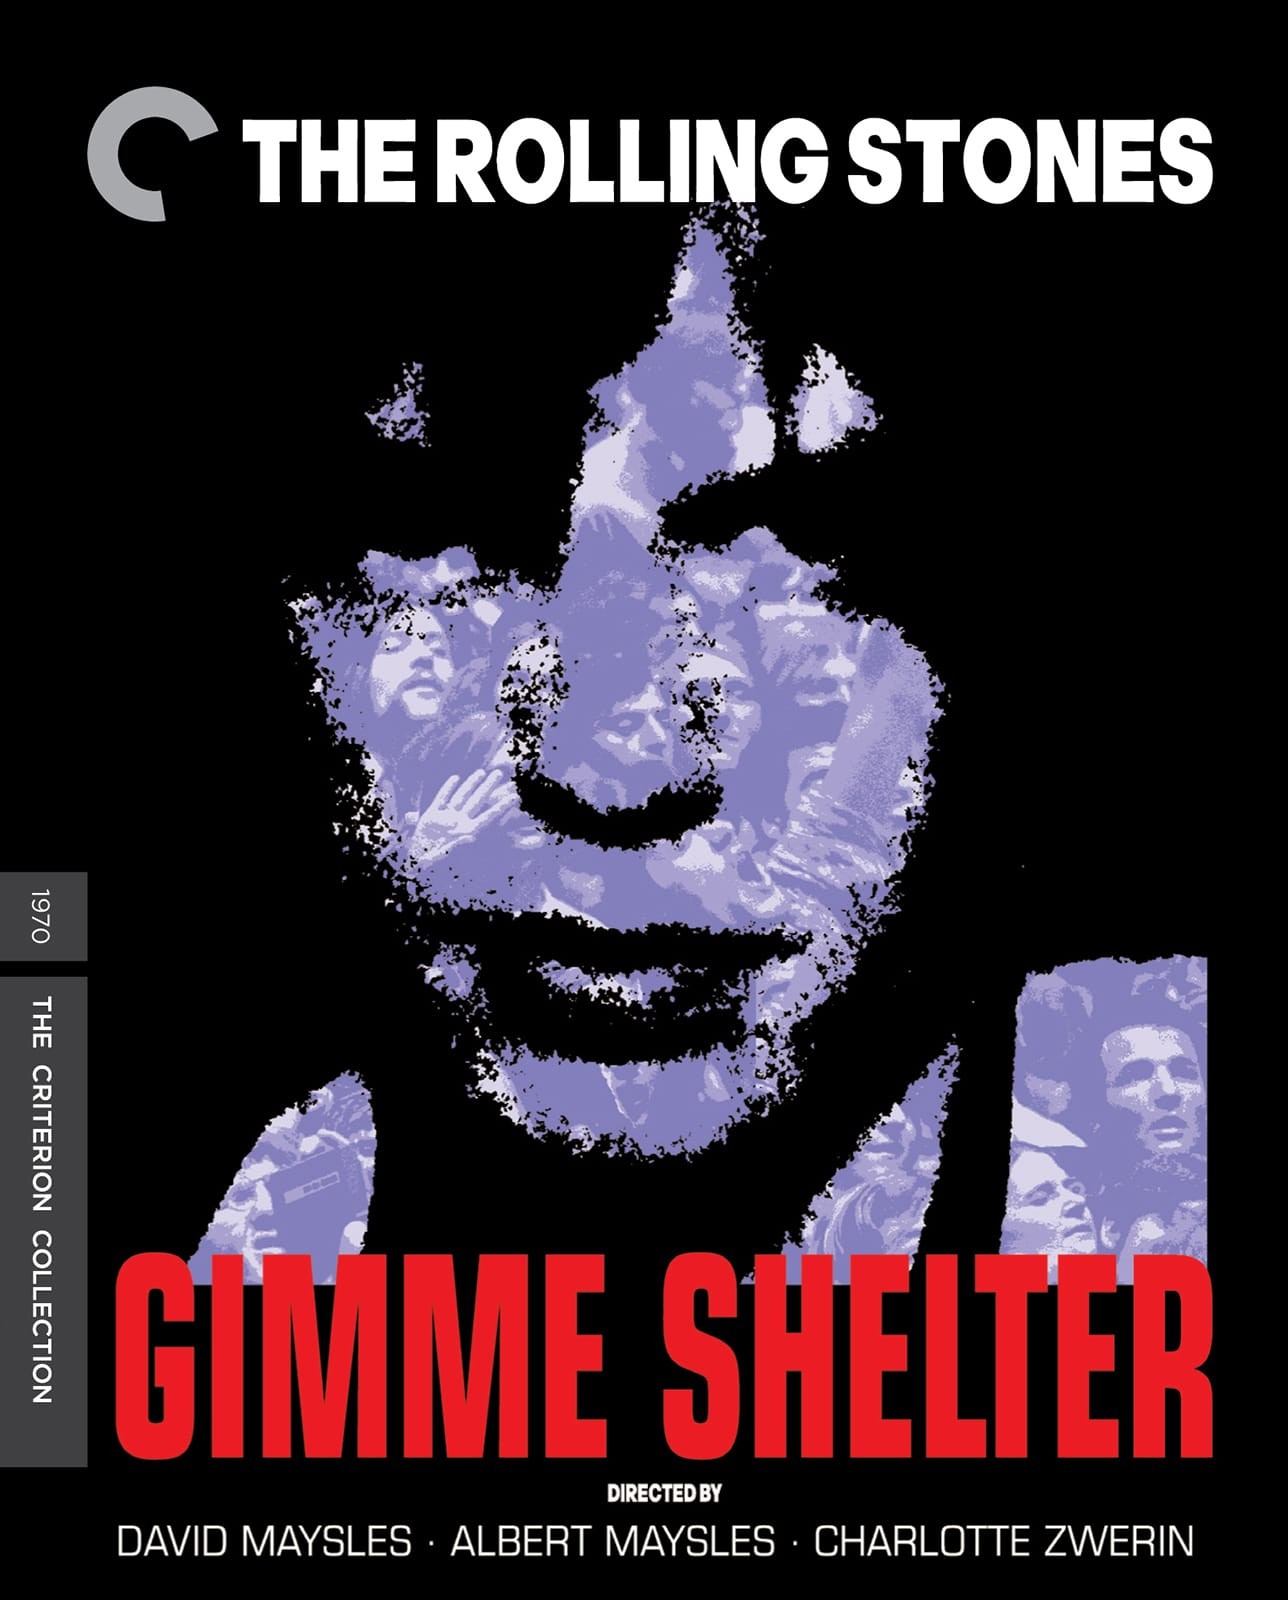 THE ROLLING STONES
1970
THE CRITERION COLLECTION
GIMME SHELTER
DIRECTED BY
DAVID MAYSLES · ALBERT MAYSLES · CHARLOTTE ZWERIN